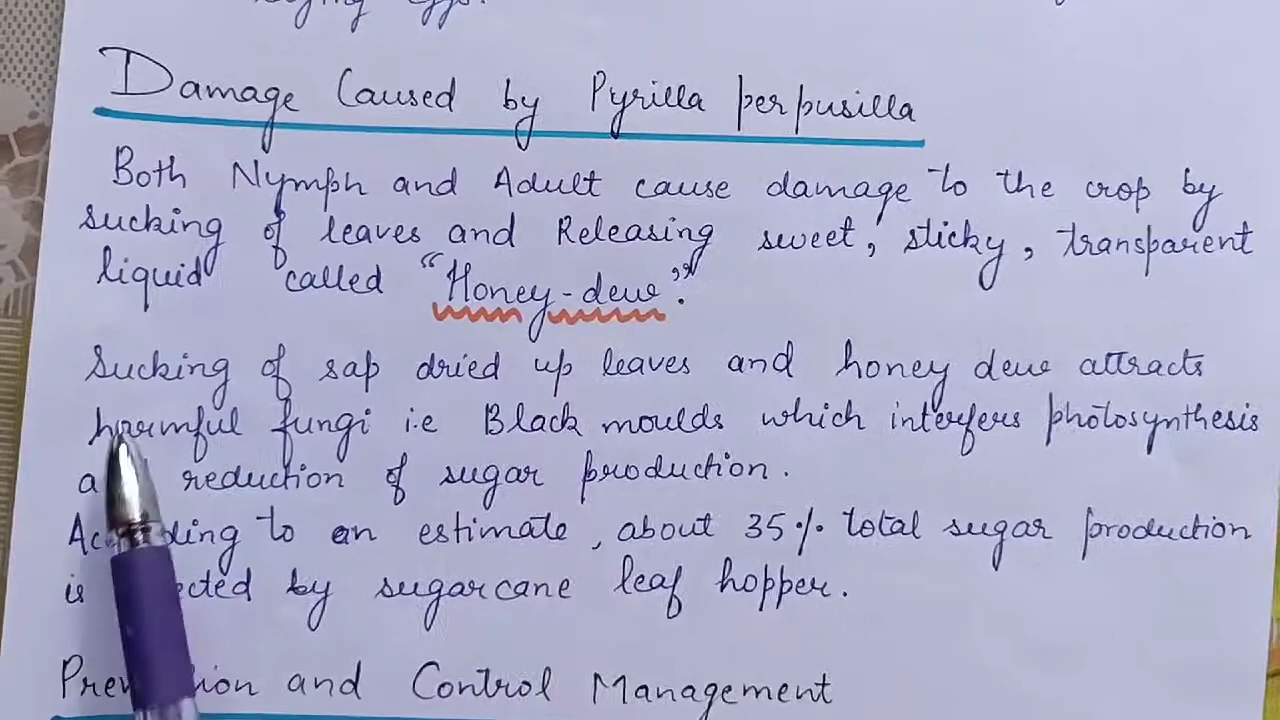 laying eggs.
Damage Caused by Pyrilla perpusilla
Both Nymph and Adult cause damage to the crop by
sucking of leaves and Releasing sweet, sticky, transparent
liquid called "Honey-dew".
Sucking of sap dried up leaves and honey dew attracts
harmful fungi i.e Black moulds which interfers photosynthesis
reduction of sugar production.
to an estimate, about 35% total sugar production
is by sugarcane leaf hopper.
and Control Management